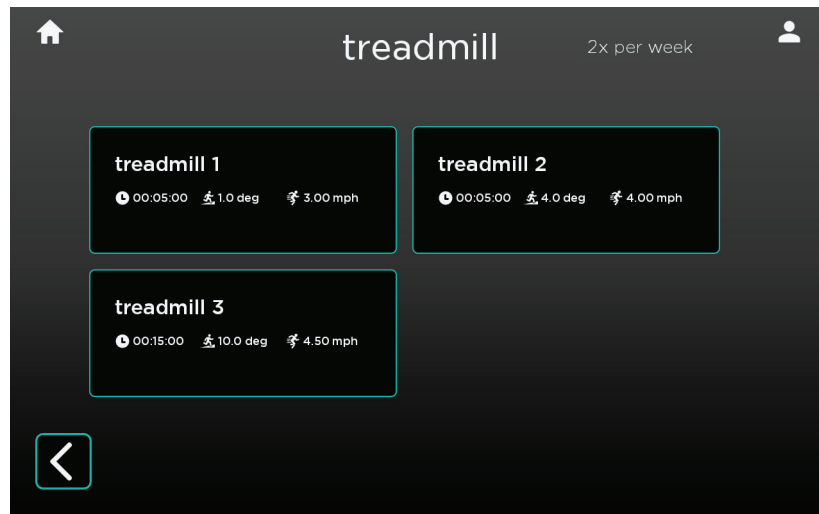 treadmill
2x per week
treadmill 1
00:05:00 1.0 deg 3.00 mph
treadmill 2
00:05:00 4.0 deg 4.00 mph
treadmill 3
00:15:00 10.0 deg 4.50 mph